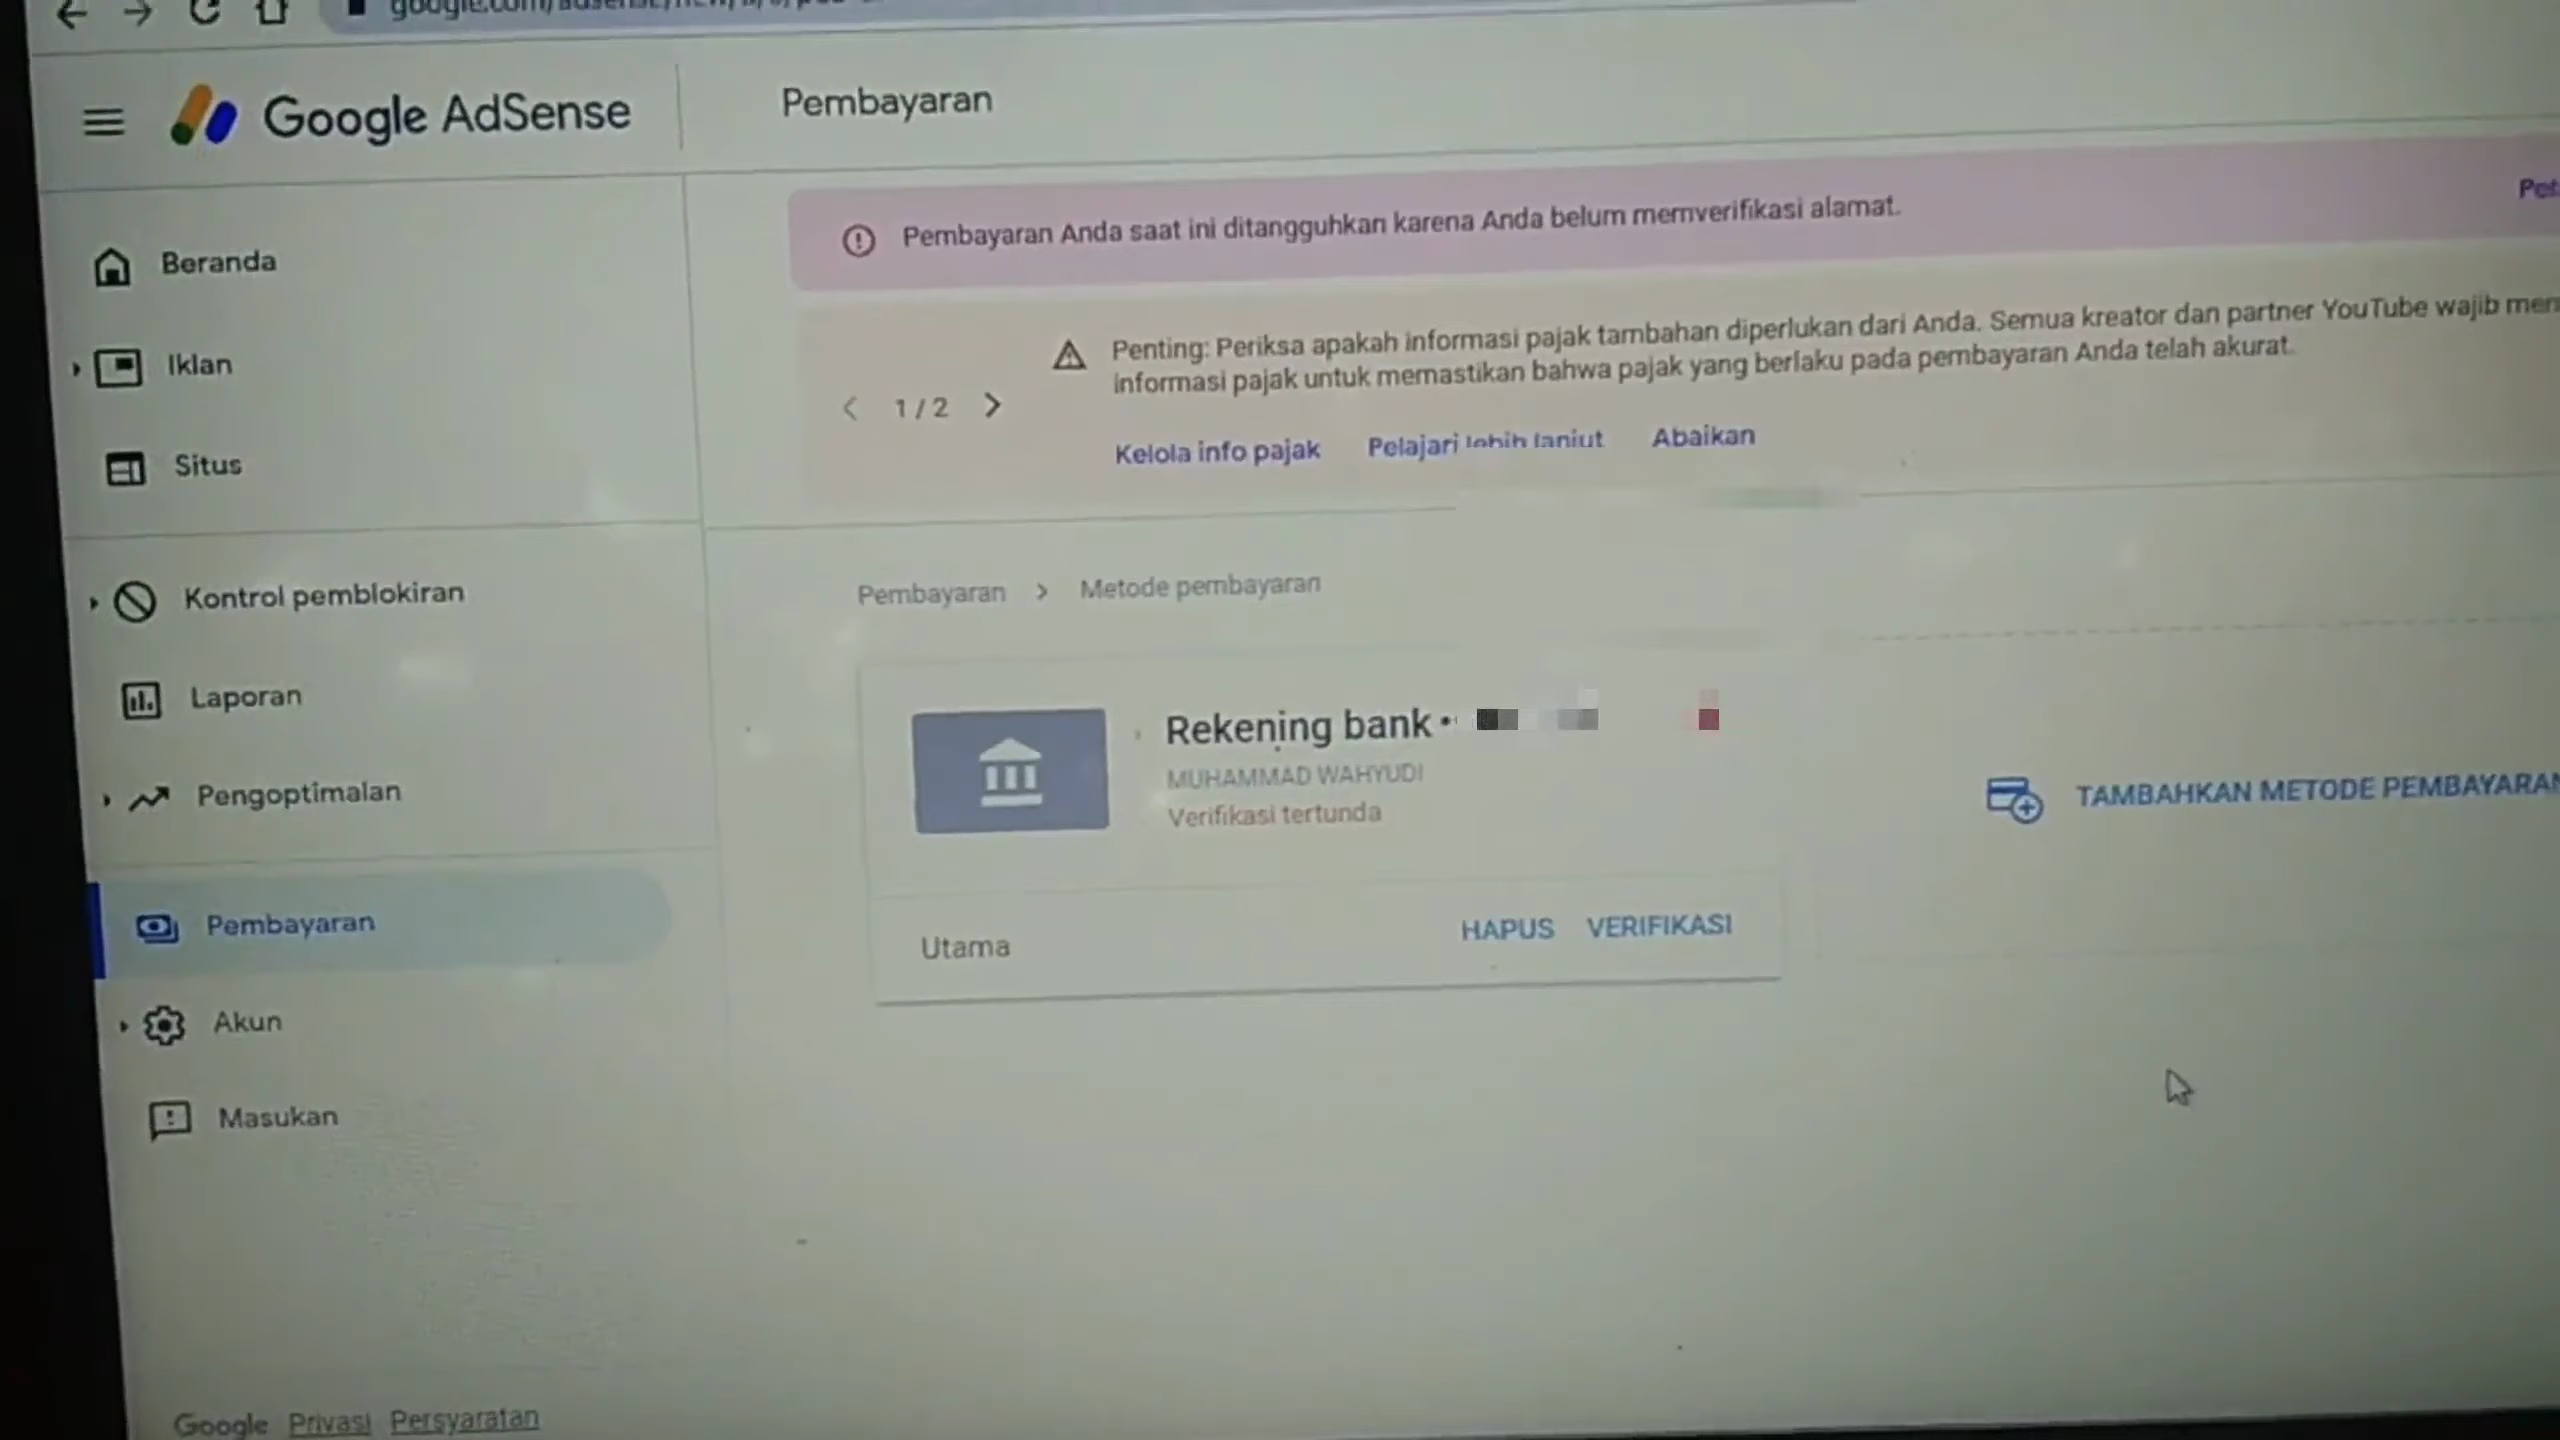 Google AdSense
Pembayaran
Pembayaran Anda saat ini ditangguhkan karena Anda belum memverifikasi alamat.
Beranda
Iklan
Situs
Penting: Periksa apakah informasi pajak tambahan diperlukan dari Anda. Semua kreator dan partner YouTube wajib
informasi pajak untuk memastikan bahwa pajak yang berlaku pada pembayaran Anda telah akurat.
1 / 2
Kelola info pajak Pelajari lebih lanjut Abaikan
Kontrol pemblokiran
Laporan
Pengoptimalan
Pembayaran > Metode pembayaran
Rekening bank
MUHAMMAD WAHYUDI
Verifikasi tertunda
TAMBAHKAN METODE PEMBAYARAN
Utama
HAPUS VERIFIKASI
Pembayaran
Akun
Masukan
Google Privasi Persyaratan